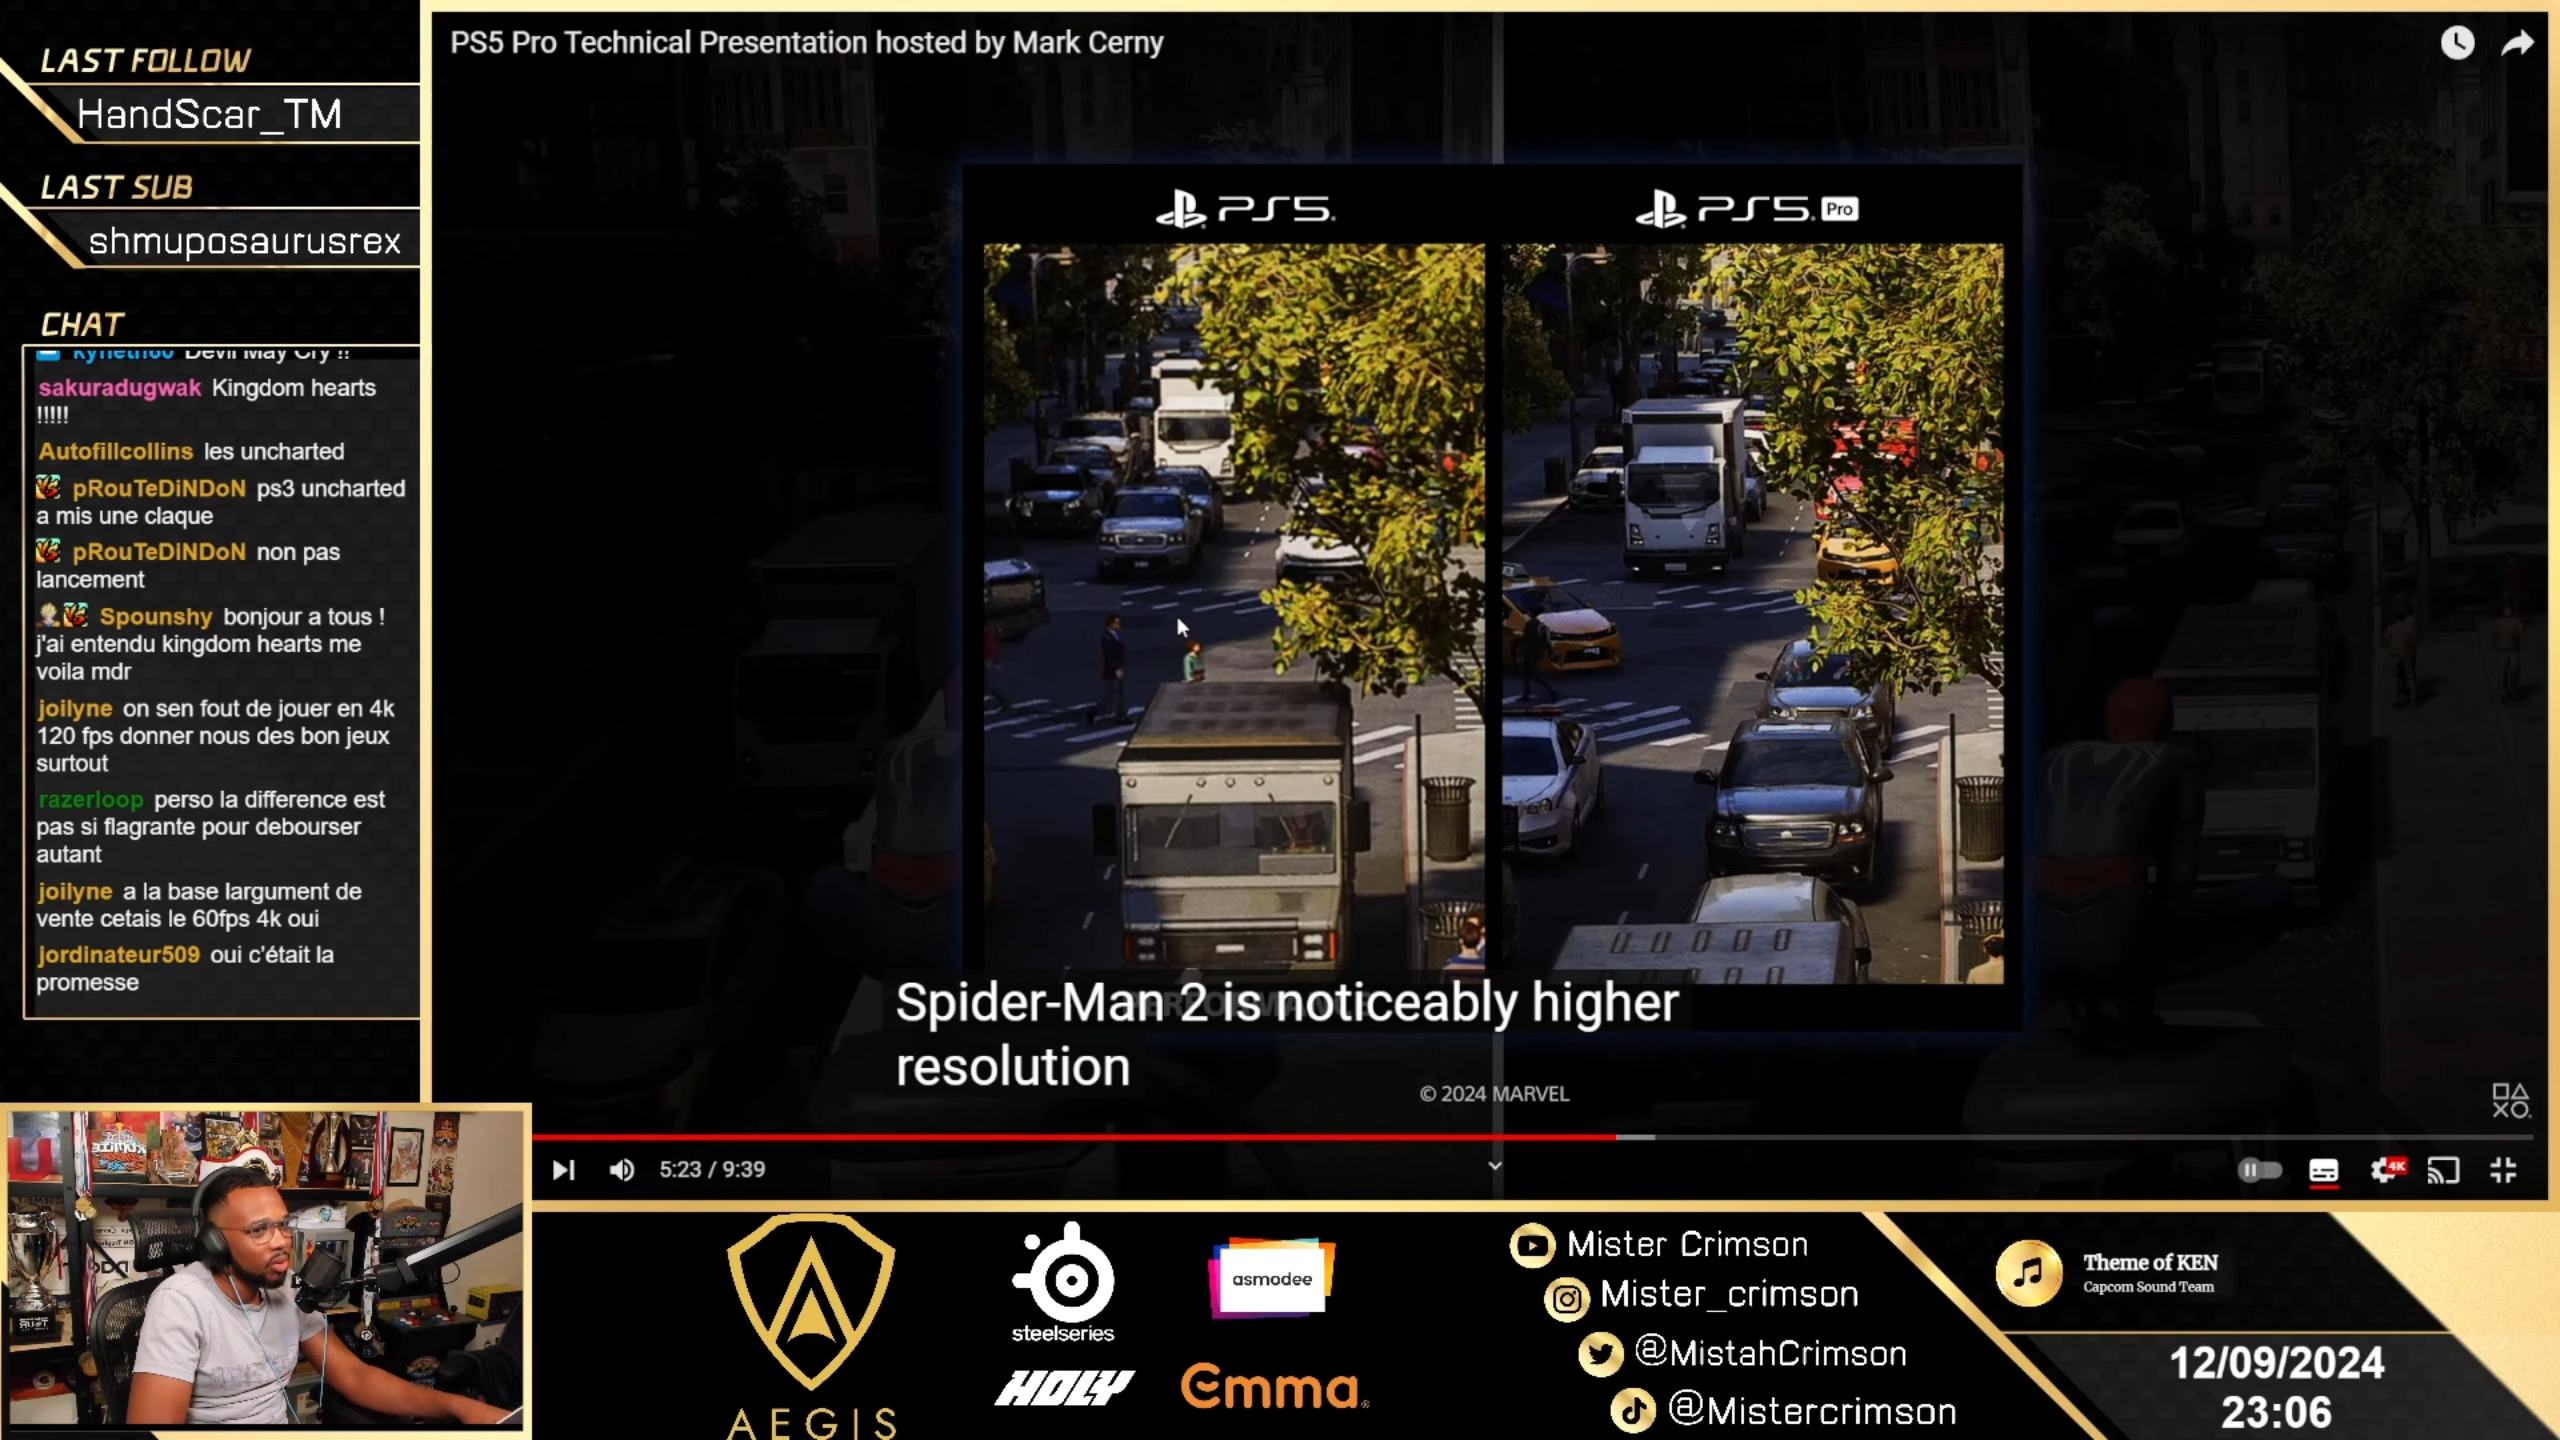 LAST FOLLOW
HandScar_TM
LAST SUB
shmuposaurusrex
CHAT
kyneth60 Devil May Cry !!
sakuradugwak Kingdom hearts
!!!!!
Autofillcollins les uncharted
pRouTeDiNDoN ps3 uncharted
a mis une claque
pRouTeDiNDoN non pas
lancement
Spounshy bonjour a tous !
j'ai entendu kingdom hearts me
voila mdr
joilyne on sen fout de jouer en 4k
120 fps donner nous des bon jeux
surtout
razerloop perso la difference est
pas si flagrante pour debourser
autant
joilyne a la base largument de
vente cetais le 60fps 4k oui
jordinateur509 oui c'était la
promesse
PS5 Pro Technical Presentation hosted by Mark Cerny
PS5
PS5 Pro
Spider-Man 2 is noticeably higher
resolution
© 2024 MARVEL
5:23 / 9:39
4K
AEGIS
steelseries
asmodee
HOLY
emma
Mister Crimson
Mister_crimson
@MistahCrimson
@Mistercrimson
Theme of KEN
Capcom Sound Team
12/09/2024
23:06